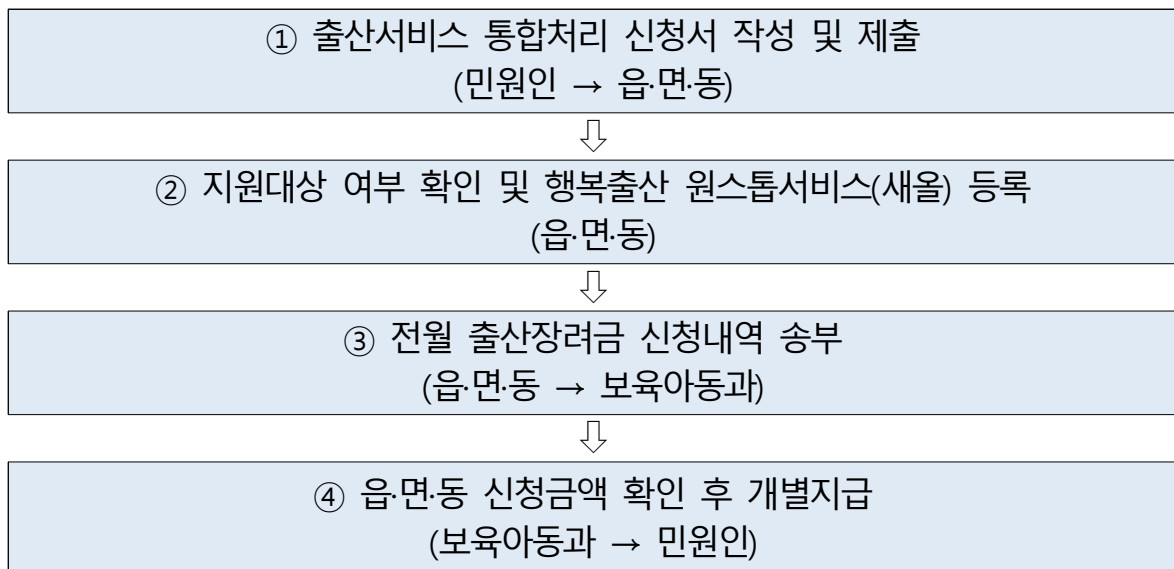 ① 출산서비스 통합처리 신청서 작성 및 제출
(민원인 → 읍·면·동)
② 지원대상 여부 확인 및 행복출산 원스톱서비스(새올) 등록
(읍·면·동)
③ 전월 출산장려금 신청내역 송부
(읍·면·동 → 보육아동과)
④ 읍·면·동 신청금액 확인 후 개별지급
(보육아동과 → 민원인)